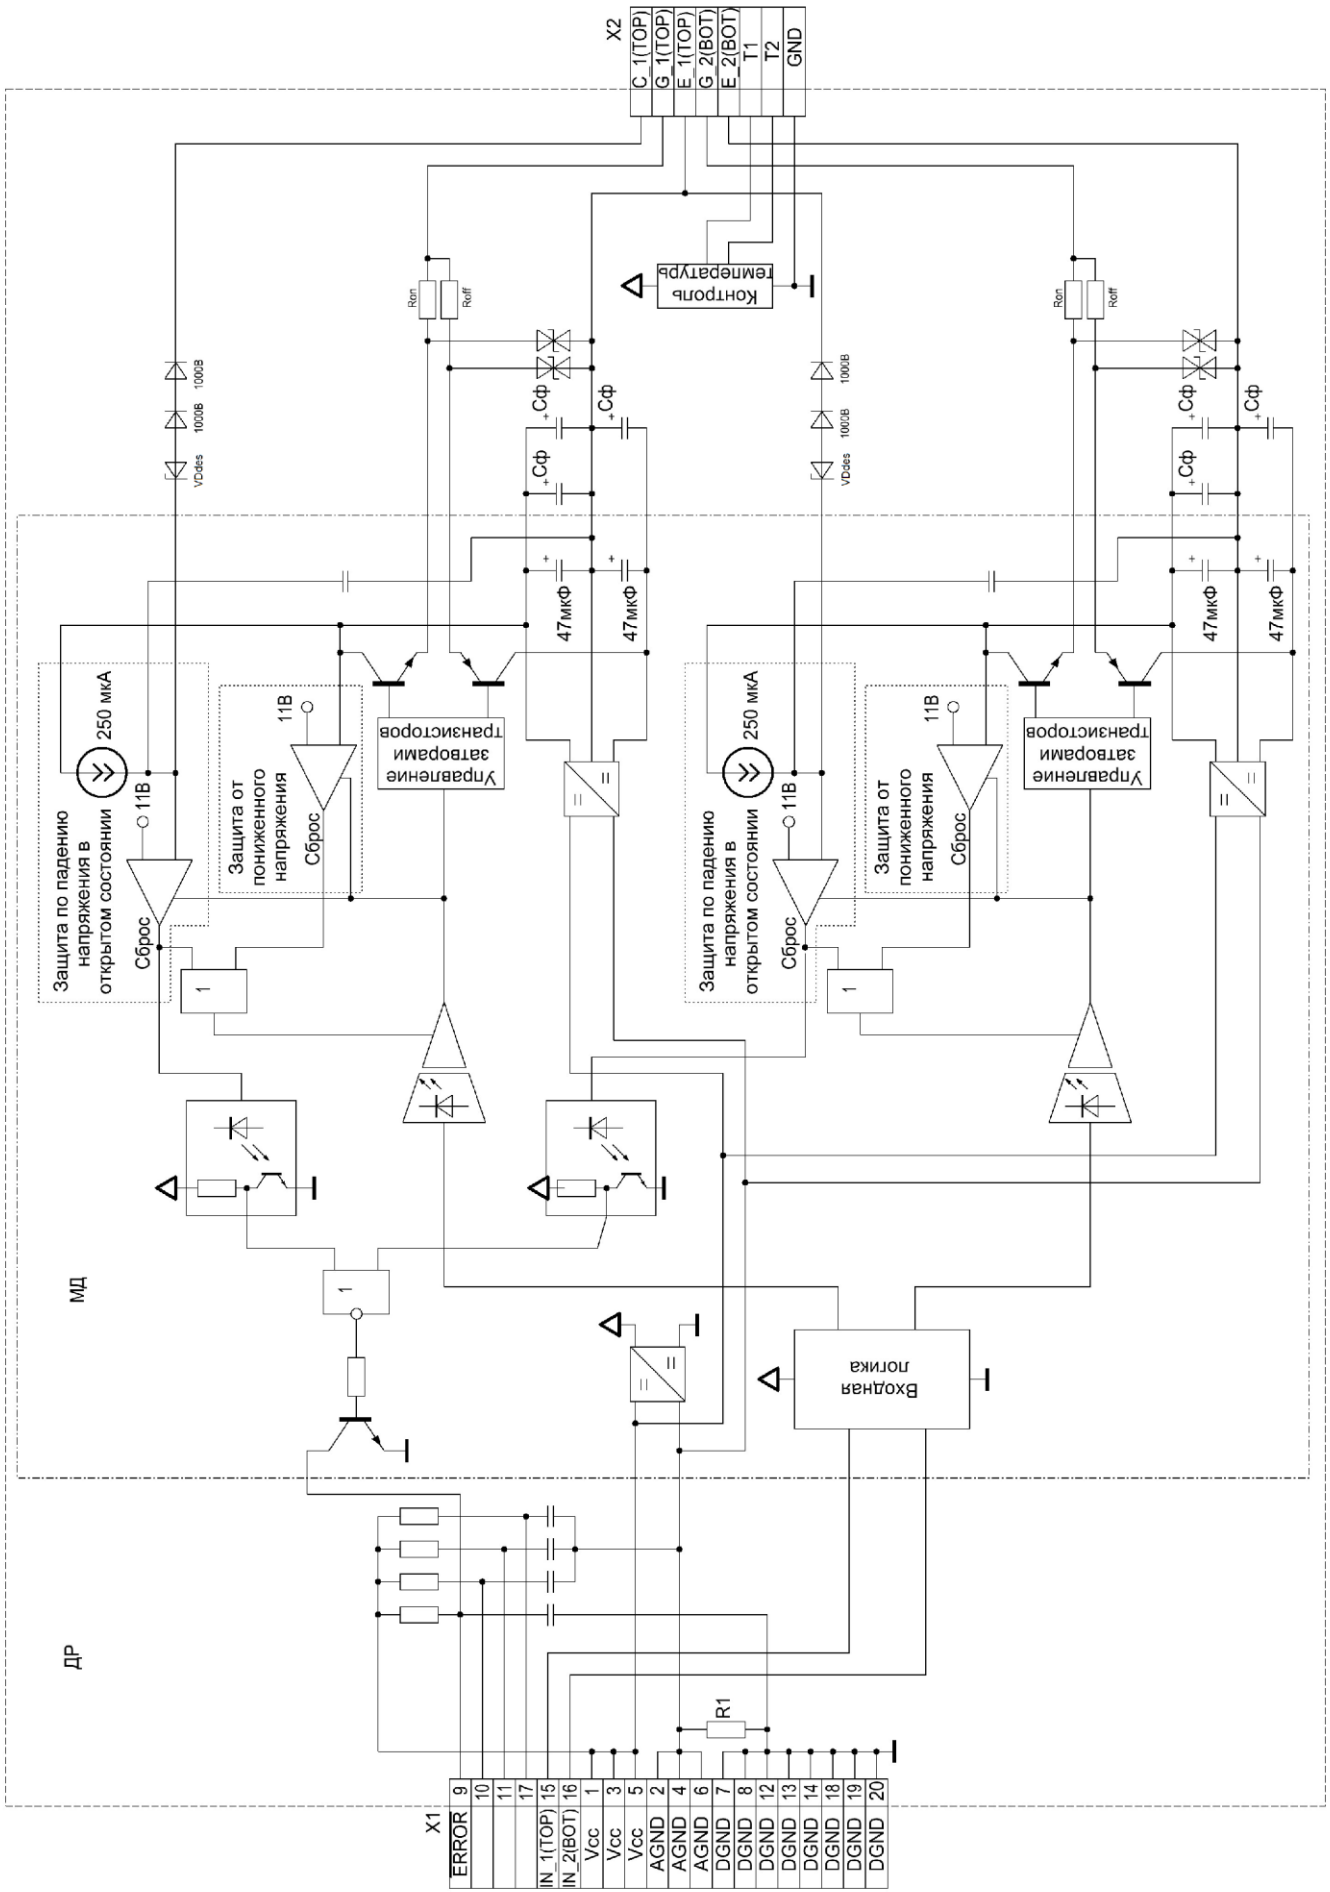 X2
C_1(TOP)
G_1(TOP)
E_1(TOP)
G_2(BOT)
E_2(BOT)
T1
T2
GND
Контроль
температуры
Ron
Roff
Ron
Roff
1000В
1000В
VDdes
1000В
1000В
VDdes
+Сф
+Сф
+Сф
+Сф
+Сф
+Сф
+
47мкФ
+
47мкФ
+
47мкФ
+
47мкФ
250 мкА
11В
Защита по падению
напряжения в
открытом состоянии
Сброс
11В
Защита от
пониженного
напряжения
Сброс
Управление
затворами
транзисторов
=
=
250 мкА
11В
Защита по падению
напряжения в
открытом состоянии
Сброс
11В
Защита от
пониженного
напряжения
Сброс
Управление
затворами
транзисторов
=
=
1
1
МД
1
=
=
Входная
логика
ДР
R1
X1
ERROR 9
10
11
17
IN_1(TOP) 15
IN_2(BOT) 16
Vcc 1
Vcc 3
Vcc 5
AGND 2
AGND 4
AGND 6
DGND 7
DGND 8
DGND 12
DGND 13
DGND 14
DGND 18
DGND 19
DGND 20